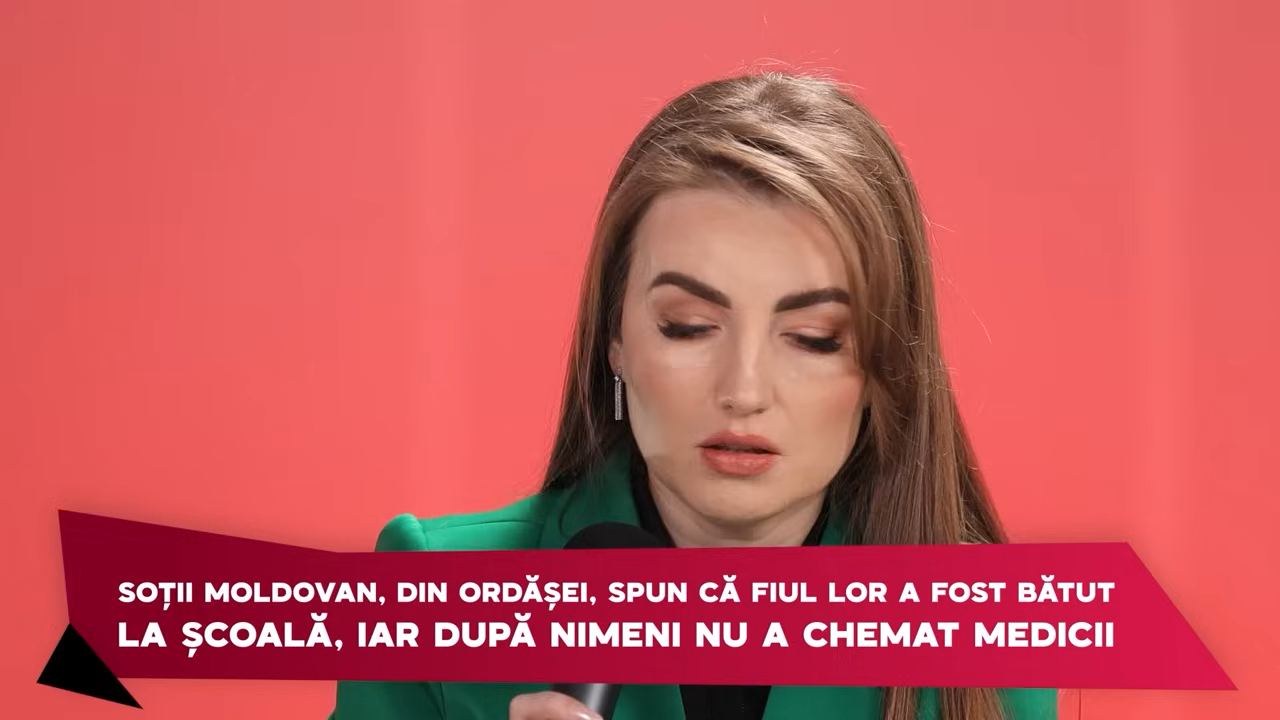 SOȚII MOLDOVAN, DIN ORDĂȘEI, SPUN CĂ FIUL LOR A FOST BĂTUT
LA ȘCOALĂ, IAR DUPĂ NIMENI NU A CHEMAT MEDICII